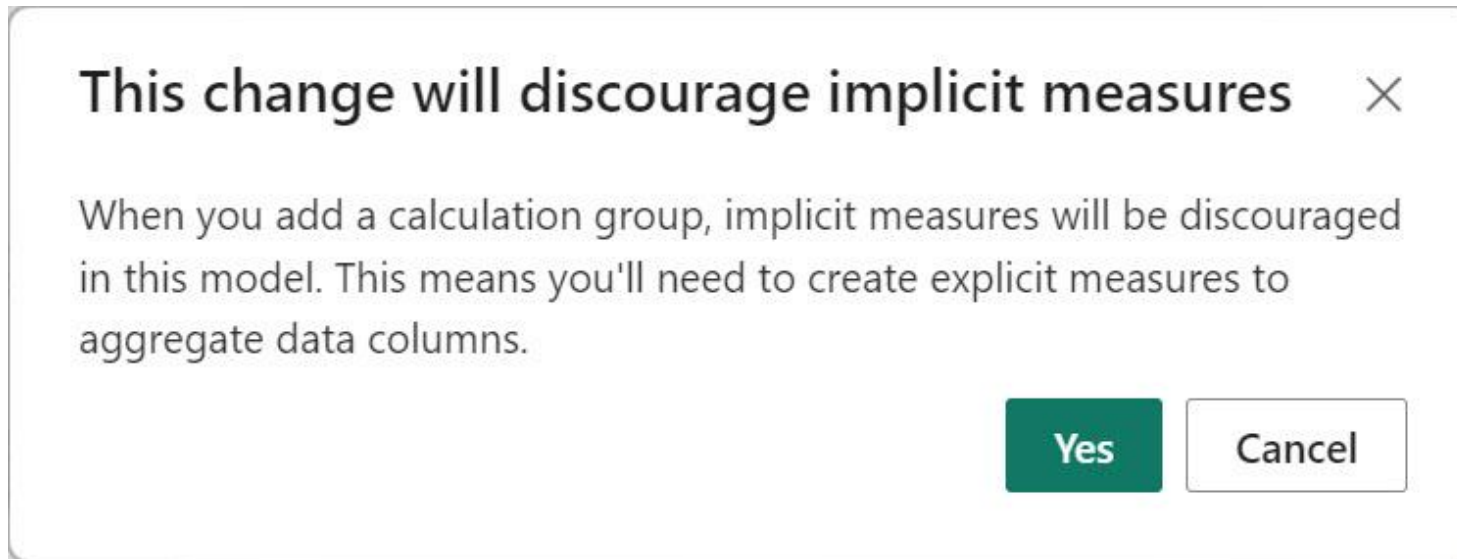 This change will discourage implicit measures
When you add a calculation group, implicit measures will be discouraged
in this model. This means you'll need to create explicit measures to
aggregate data columns.
Yes Cancel